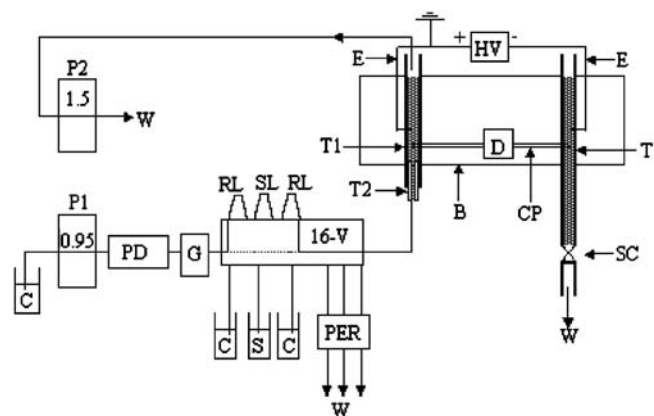 + HV -
E
E
P2
1.5
W
T1
D
T
T2
B
CP
RL SL RL
P1
0.95
PD
G
16-V
SC
C
C S C
PER
W
W